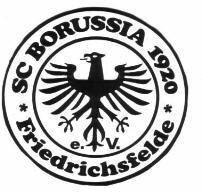 SC BORUSSIA 1920
e. V.
* Friedrichsfelde *